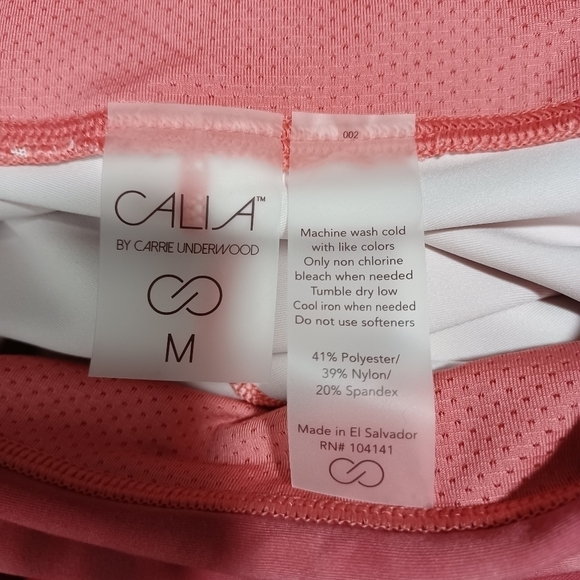 CALIA™
BY CARRIE UNDERWOOD
M
002
Machine wash cold
with like colors
Only non chlorine
bleach when needed
Tumble dry low
Cool iron when needed
Do not use softeners
41% Polyester/
39% Nylon/
20% Spandex
Made in El Salvador
RN# 104141